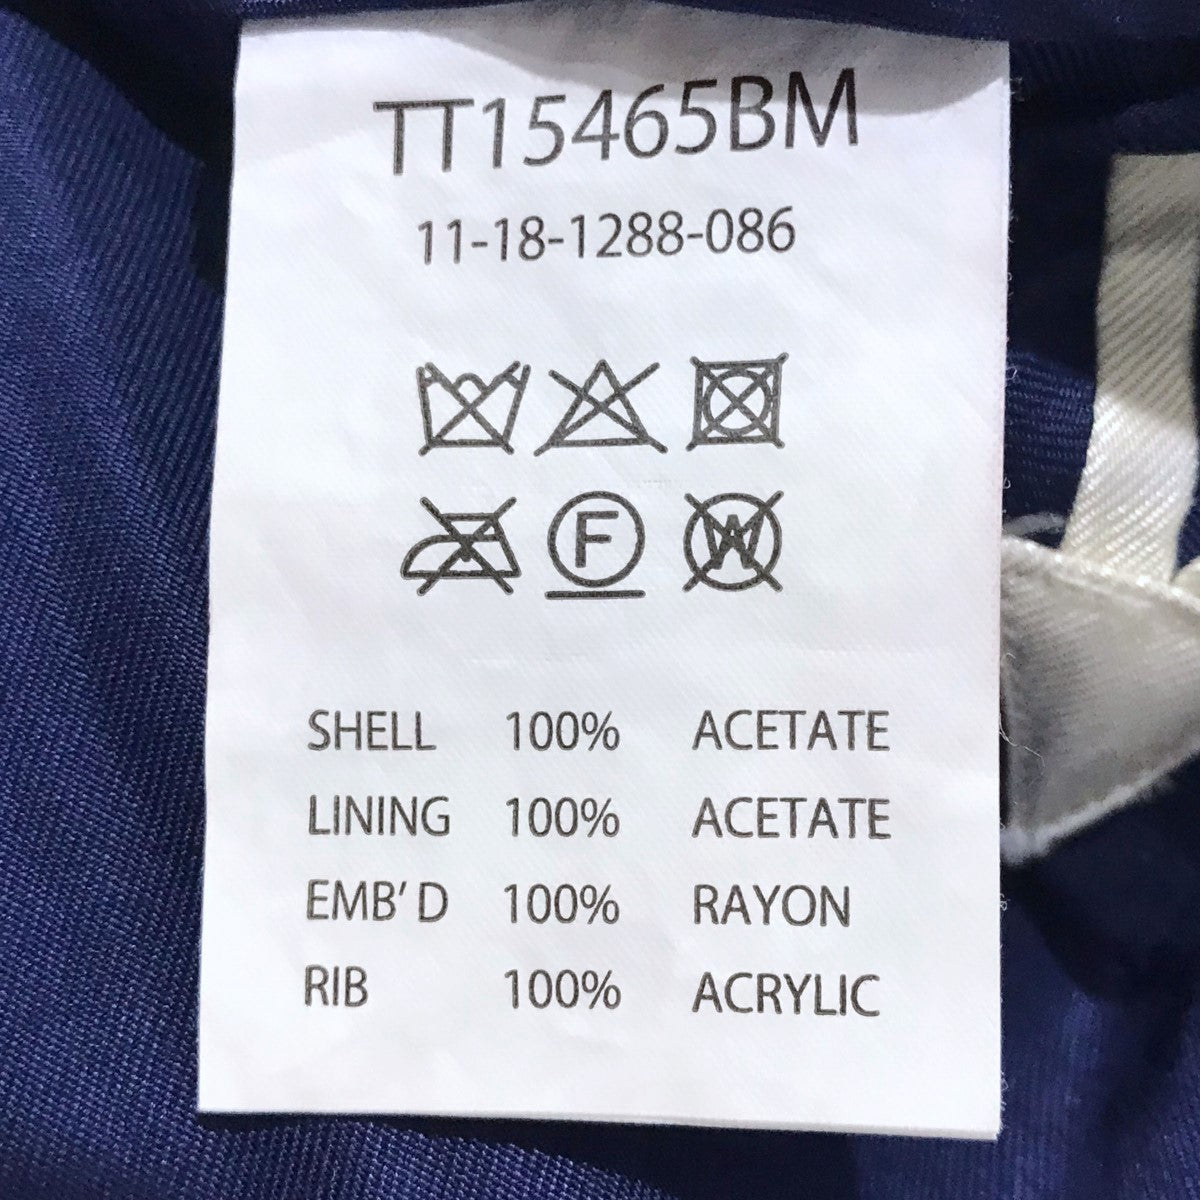 TT15465BM
11-18-1288-086
F W
SHELL 100% ACETATE
LINING 100% ACETATE
EMB'D 100% RAYON
RIB 100% ACRYLIC